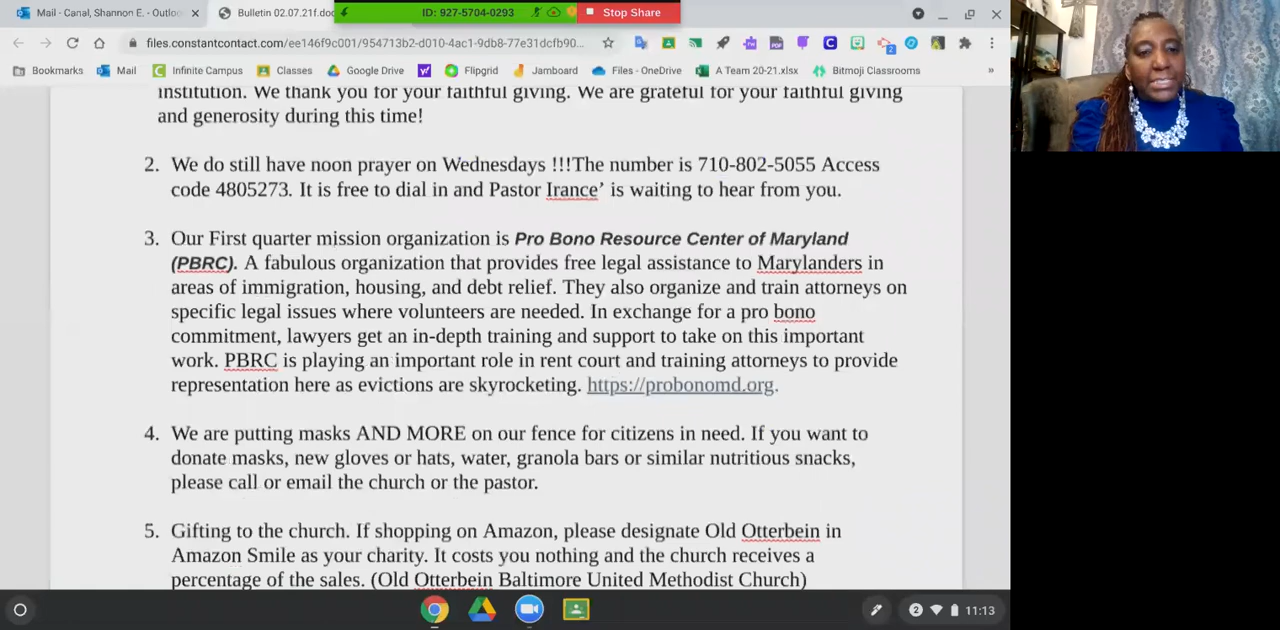 Mail - Canal, Shannon E. - Outlo
Bulletin 02.07.21f.doc
ID: 927-5704-0293
Stop Share
files.constantcontact.com/ee146f9c001/954713b2-d010-4ac1-9db8-77e31dcfb90...
Bookmarks
Mail
Infinite Campus
Classes
Google Drive
Flipgrid
Jamboard
Files - OneDrive
A Team 20-21.xlsx
Bitmoji Classrooms
»
institution. We thank you for your faithful giving. We are grateful for your faithful giving
and generosity during this time!
2. We do still have noon prayer on Wednesdays !!!The number is 710-802-5055 Access
code 4805273. It is free to dial in and Pastor Irance’ is waiting to hear from you.
3. Our First quarter mission organization is Pro Bono Resource Center of Maryland
(PBRC). A fabulous organization that provides free legal assistance to Marylanders in
areas of immigration, housing, and debt relief. They also organize and train attorneys on
specific legal issues where volunteers are needed. In exchange for a pro bono
commitment, lawyers get an in-depth training and support to take on this important
work. PBRC is playing an important role in rent court and training attorneys to provide
representation here as evictions are skyrocketing. https://probonomd.org.
4. We are putting masks AND MORE on our fence for citizens in need. If you want to
donate masks, new gloves or hats, water, granola bars or similar nutritious snacks,
please call or email the church or the pastor.
5. Gifting to the church. If shopping on Amazon, please designate Old Otterbein in
Amazon Smile as your charity. It costs you nothing and the church receives a
percentage of the sales. (Old Otterbein Baltimore United Methodist Church)
2
11:13